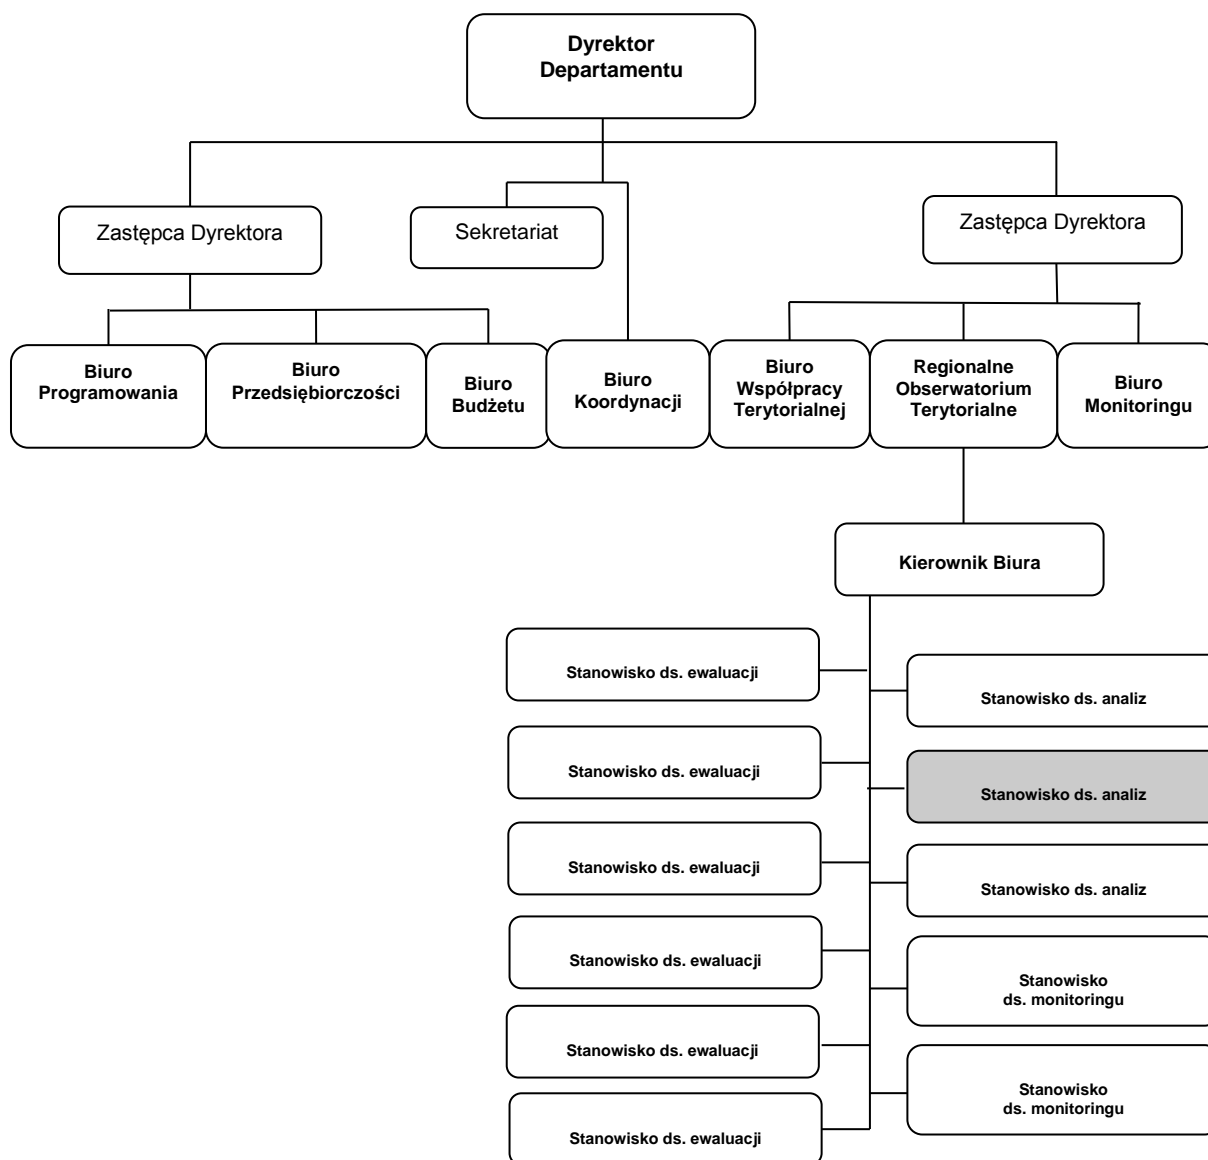 Dyrektor
Departamentu
Zastępca Dyrektora
Sekretariat
Zastępca Dyrektora
Biuro
Programowania
Biuro
Przedsiębiorczości
Biuro
Budżetu
Biuro
Koordynacji
Biuro
Współpracy
Terytorialnej
Regionalne
Obserwatorium
Terytorialne
Biuro
Monitoringu
Kierownik Biura
Stanowisko ds. ewaluacji
Stanowisko ds. analiz
Stanowisko ds. ewaluacji
Stanowisko ds. analiz
Stanowisko ds. ewaluacji
Stanowisko ds. analiz
Stanowisko ds. ewaluacji
Stanowisko
ds. monitoringu
Stanowisko ds. ewaluacji
Stanowisko
ds. monitoringu
Stanowisko ds. ewaluacji